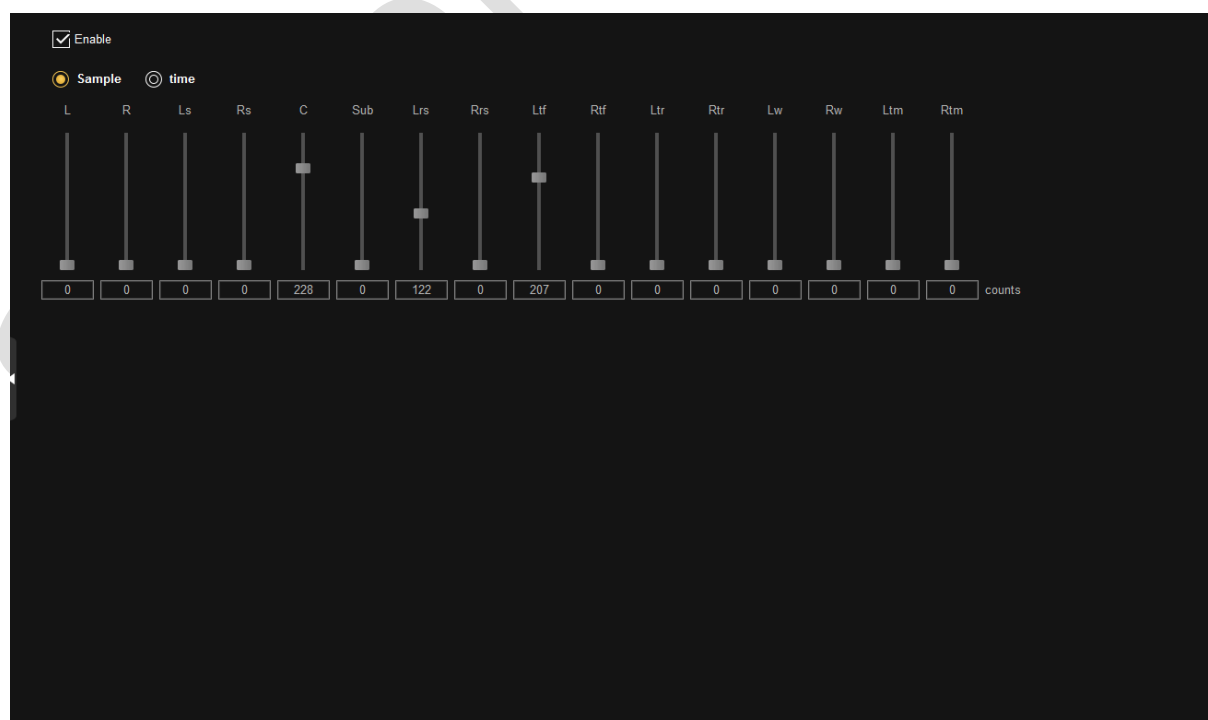 Enable
Sample time
L R Ls Rs C Sub Lrs Rrs Ltf Rtf Ltr Rtr Lw Rw Ltm Rtm
0 0 0 0 228 0 122 0 207 0 0 0 0 0 0 0 counts